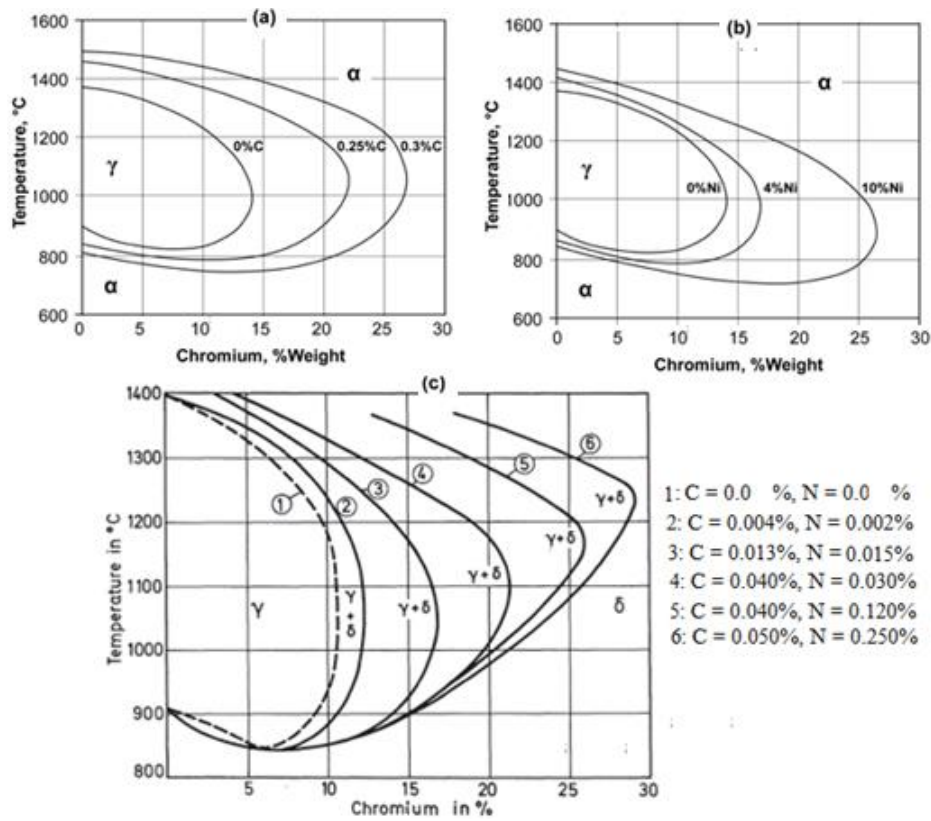 (a)
1600
1400
1200
1000
800
600
Temperature, °C
α
γ
α
0%C
0.25%C
0.3%C
0
5
10
15
20
25
30
Chromium, %Weight
(b)
1600
1400
1200
1000
800
600
Temperature, °C
α
γ
α
0%Ni
4%Ni
10%Ni
0
5
10
15
20
25
30
Chromium, %Weight
(c)
1400
1300
1200
1100
1000
900
800
Temperature in °C
1
2
3
4
5
6
γ
γ + δ
γ+δ
γ+δ
γ+δ
γ+δ
δ
5
10
15
20
25
30
Chromium in %
1: C = 0.0 %, N = 0.0 %
2: C = 0.004%, N = 0.002%
3: C = 0.013%, N = 0.015%
4: C = 0.040%, N = 0.030%
5: C = 0.040%, N = 0.120%
6: C = 0.050%, N = 0.250%